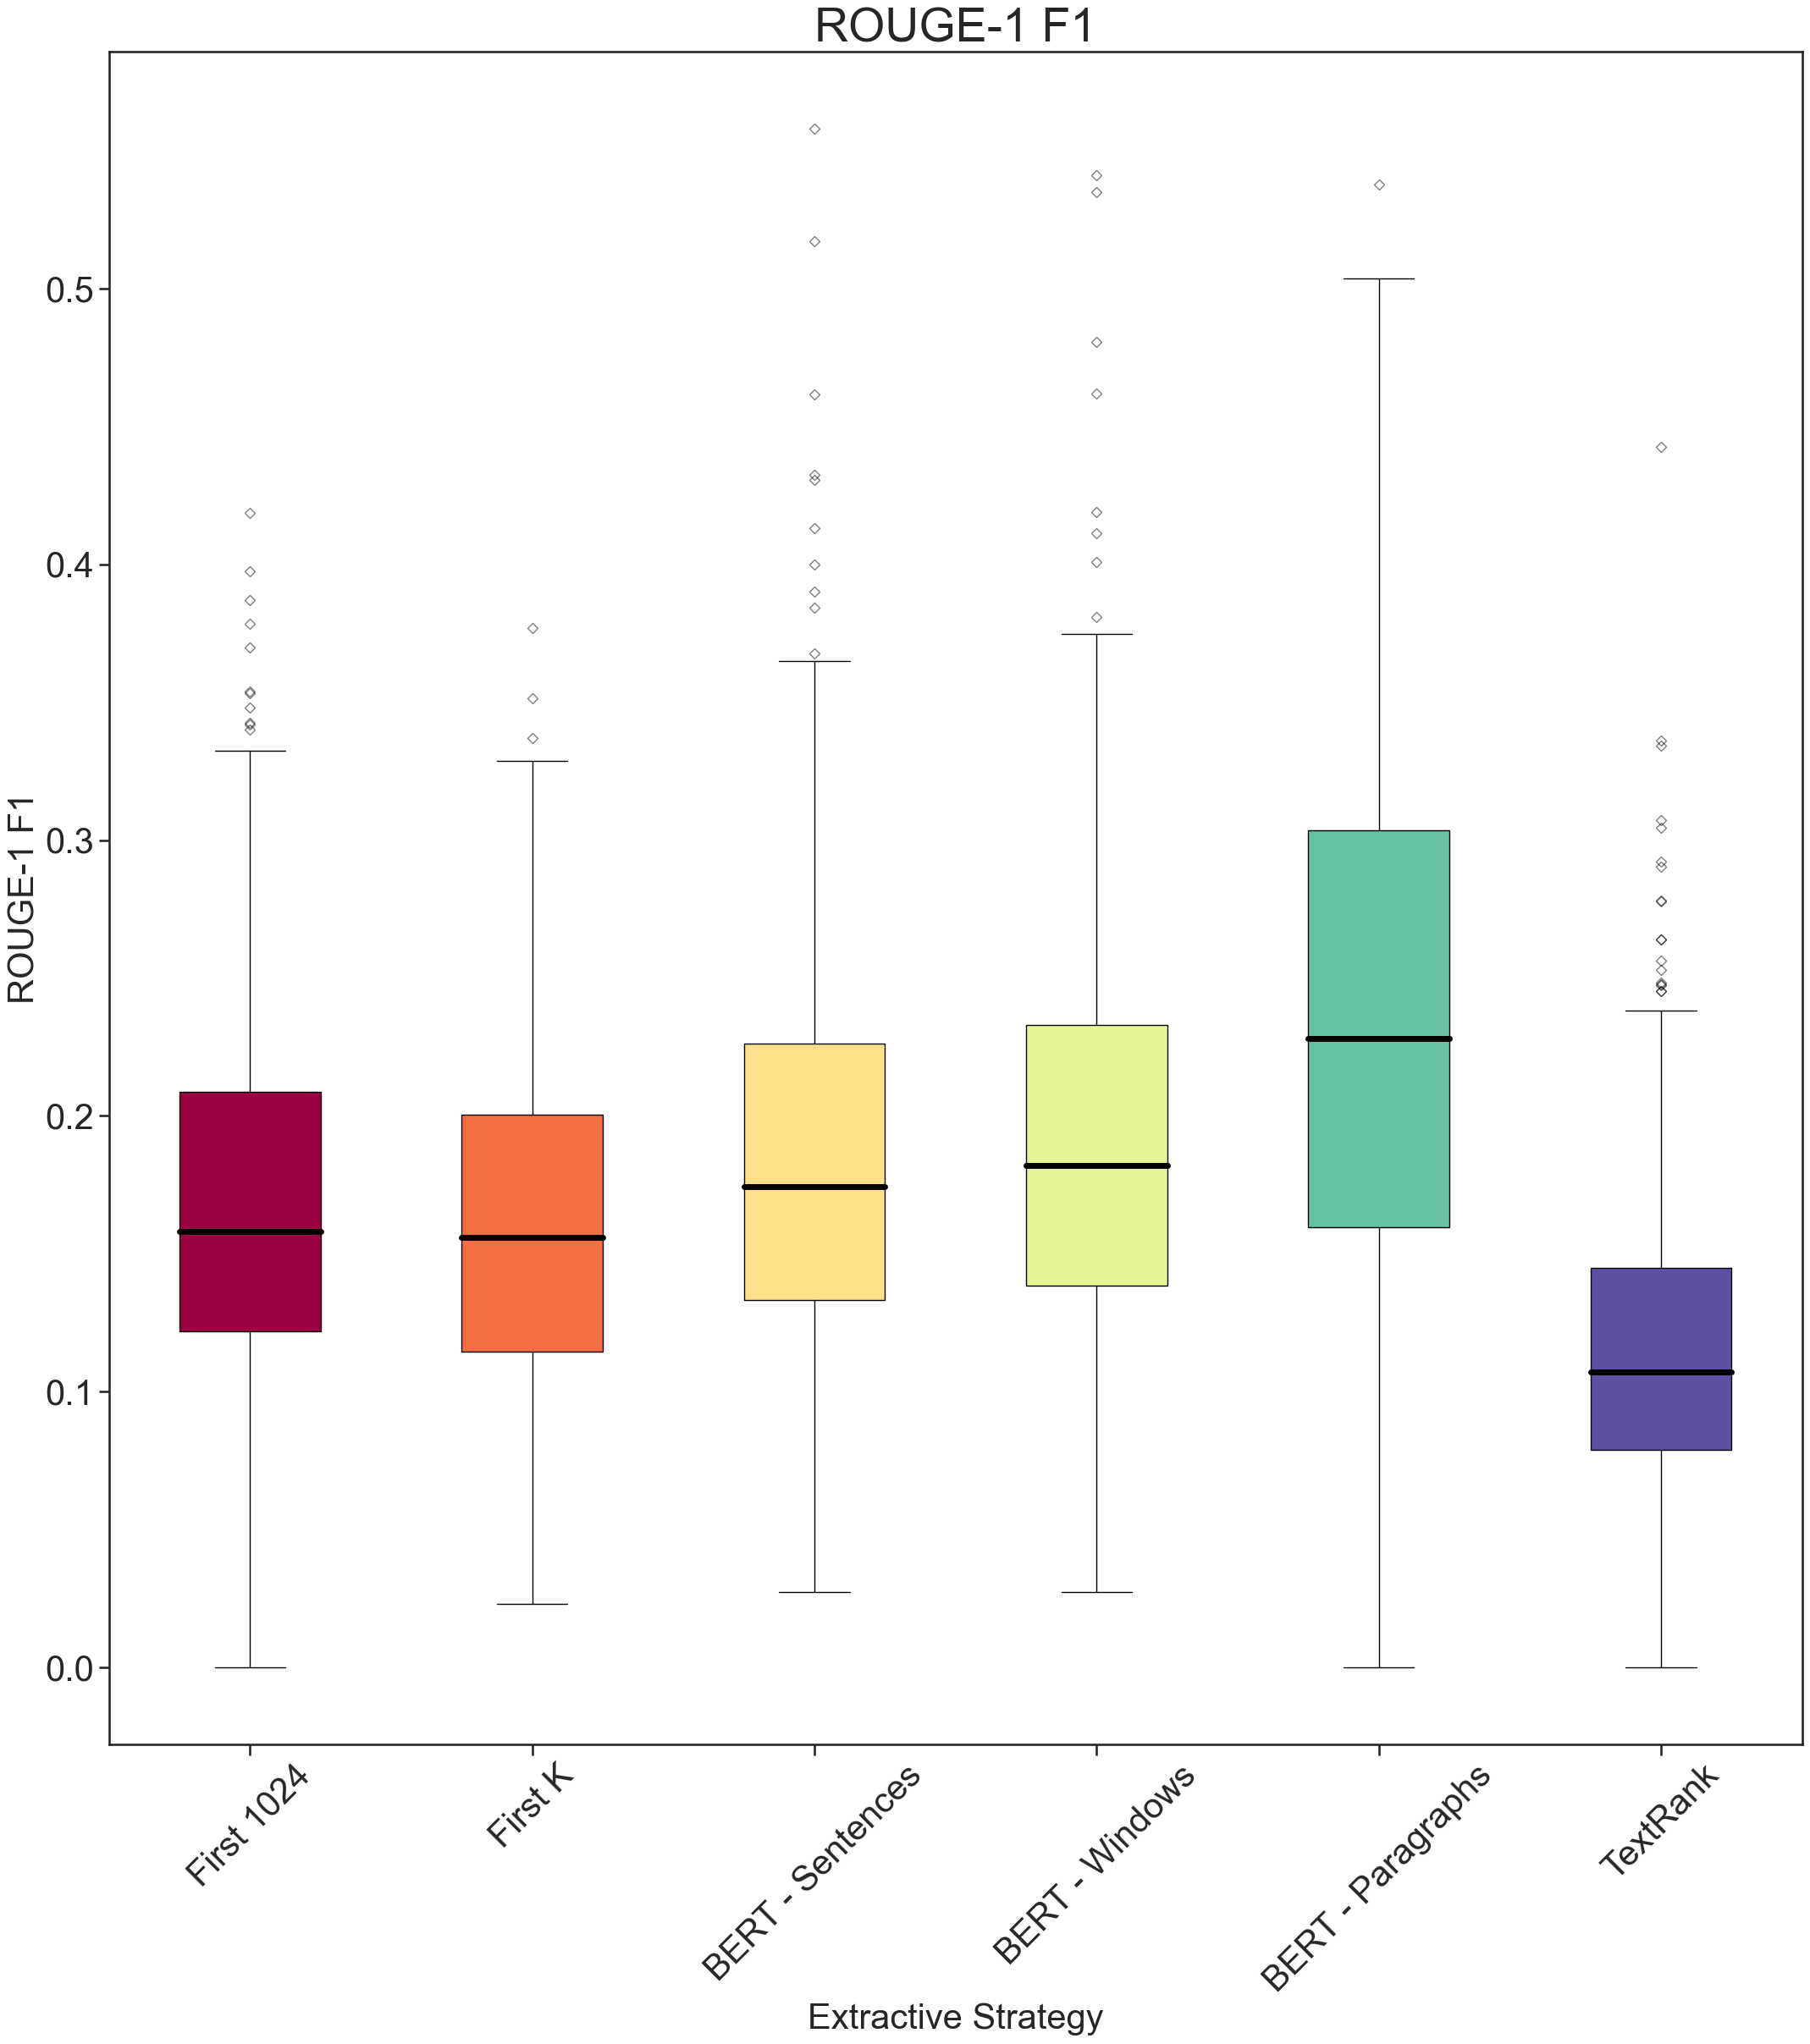 ROUGE-1 F1
ROUGE-1 F1
0.5
0.4
0.3
0.2
0.1
0.0
First 1024
First K
BERT - Sentences
BERT - Windows
BERT - Paragraphs
TextRank
Extractive Strategy